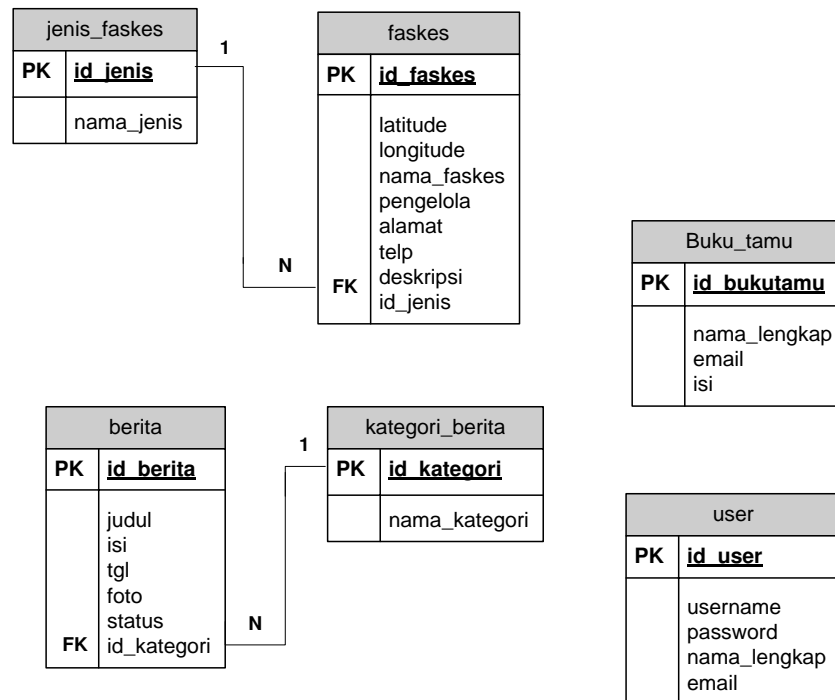 jenis_faskes
PK id_jenis
nama_jenis
1
N
faskes
PK id_faskes
latitude
longitude
nama_faskes
pengelola
alamat
telp
deskripsi
FK id_jenis
Buku_tamu
PK id_bukutamu
nama_lengkap
email
isi
berita
PK id_berita
judul
isi
tgl
foto
status
FK id_kategori
1
N
kategori_berita
PK id_kategori
nama_kategori
user
PK id_user
username
password
nama_lengkap
email